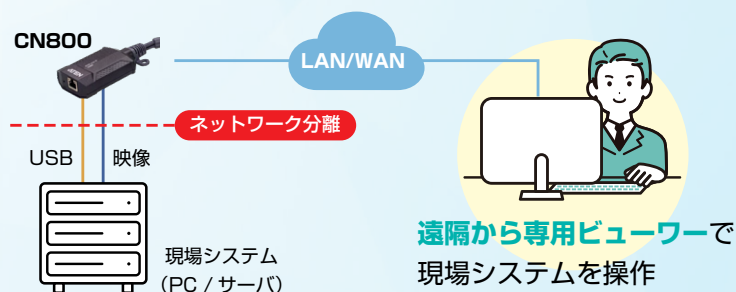 CN800
LAN/WAN
ネットワーク分離
USB
映像
現場システム
(PC / サーバ)
遠隔から専用ビューワーで
現場システムを操作